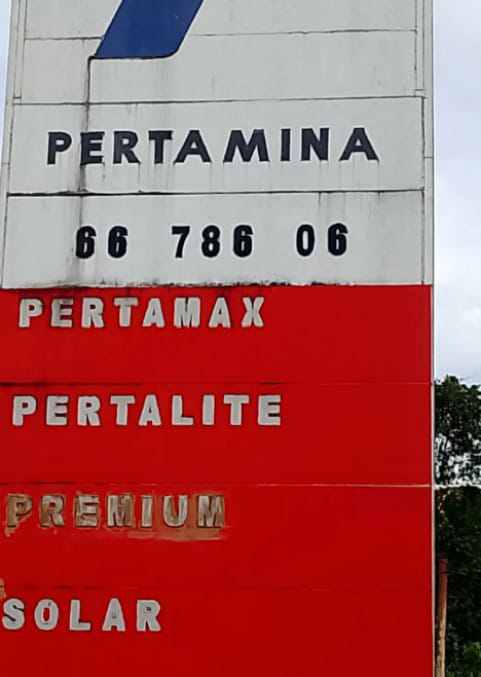 PERTAMINA
66 786 06
PERTAMAX
PERTALITE
PREMIUM
SOLAR